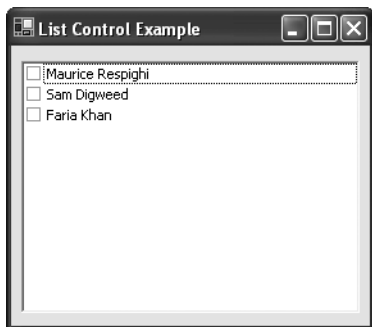 List Control Example
Maurice Respighi
Sam Digweed
Faria Khan